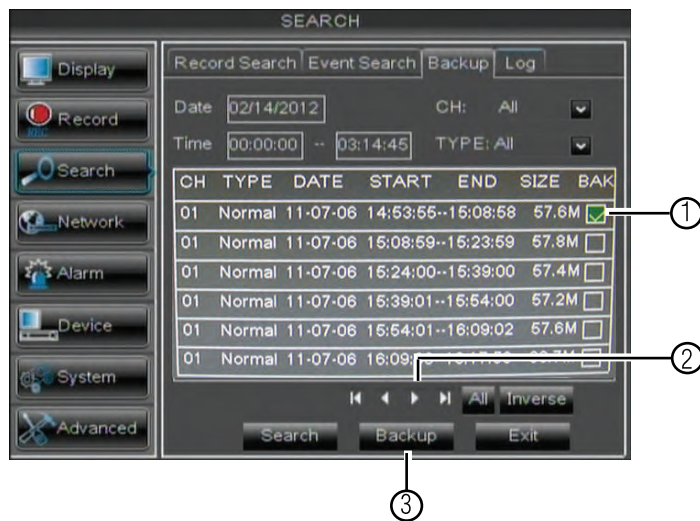 SEARCH
Display
Record
REC
Search
Network
Alarm
Device
System
Advanced
Record Search Event Search Backup Log
Date 02/14/2012 CH: All
Time 00:00:00 -- 03:14:45 TYPE: All
CH TYPE DATE START END SIZE BAK
01 Normal 11-07-06 14:53:55--15:08:58 57.6M
01 Normal 11-07-06 15:08:59--15:23:59 57.8M
01 Normal 11-07-06 15:24:00--15:39:00 57.4M
01 Normal 11-07-06 15:39:01--15:54:00 57.2M
01 Normal 11-07-06 15:54:01--16:09:02 57.6M
01 Normal 11-07-06
All Inverse
Search Backup Exit
1
2
3